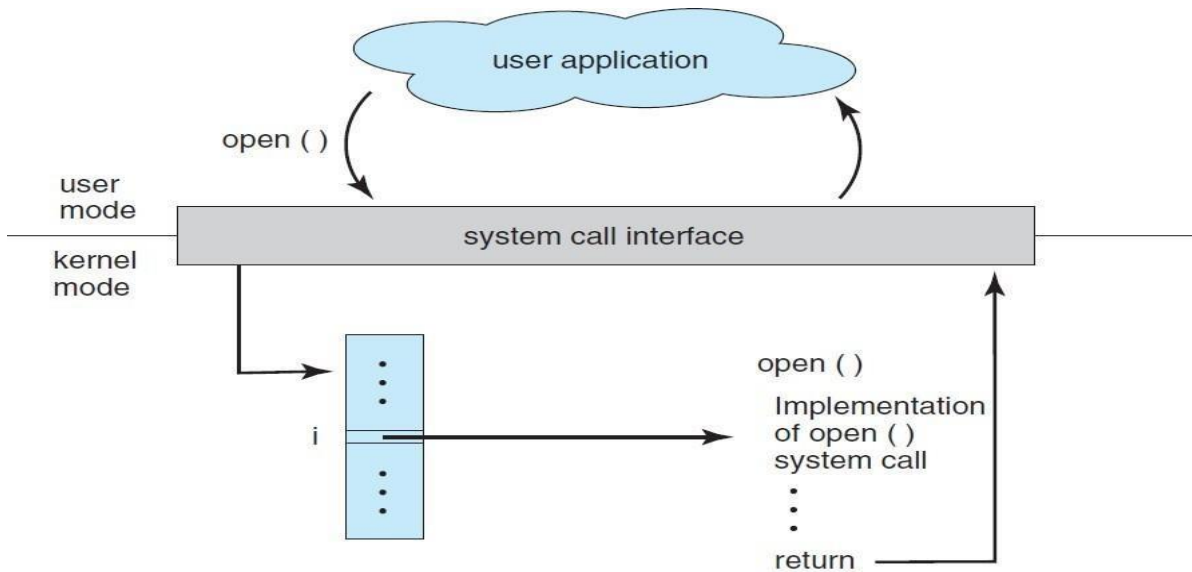 user application
open ( )
user
mode
system call interface
kernel
mode
open ( )
i
Implementation
of open ( )
system call
return